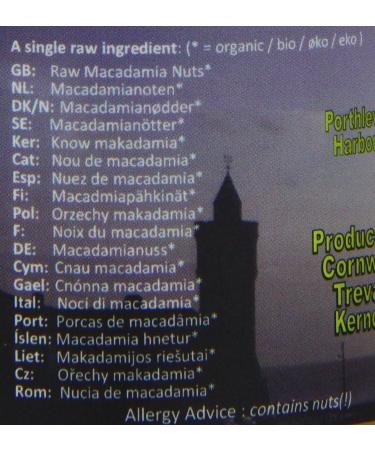 A single raw ingredient: (* = organic / bio / øko / eko)
GB: Raw Macadamia Nuts*
NL: Macadamianoten*
DK/N: Macadamianødder*
SE: Macadamianötter*
Ker: Know makadamia*
Cat: Nou de macadamia*
Esp: Nuez de macadamia*
Fi: Macadmiapähkinät*
Pol: Orzechy makadamia*
F: Noix du macadamia*
DE: Macadamianuss*
Cym: Cnau macadamia*
Gael: Cnónna macadamia*
Ital: Noci di macadamia*
Port: Porcas de macadâmia*
Íslen: Macadamia hnetur*
Liet: Makadamijos riešutai*
Cz: Ořechy makadamia*
Rom: Nucia de macadamia*
Allergy Advice : contains nuts(!)
Porthlev
Harbo
Produc
Cornw
Treva
Kerno